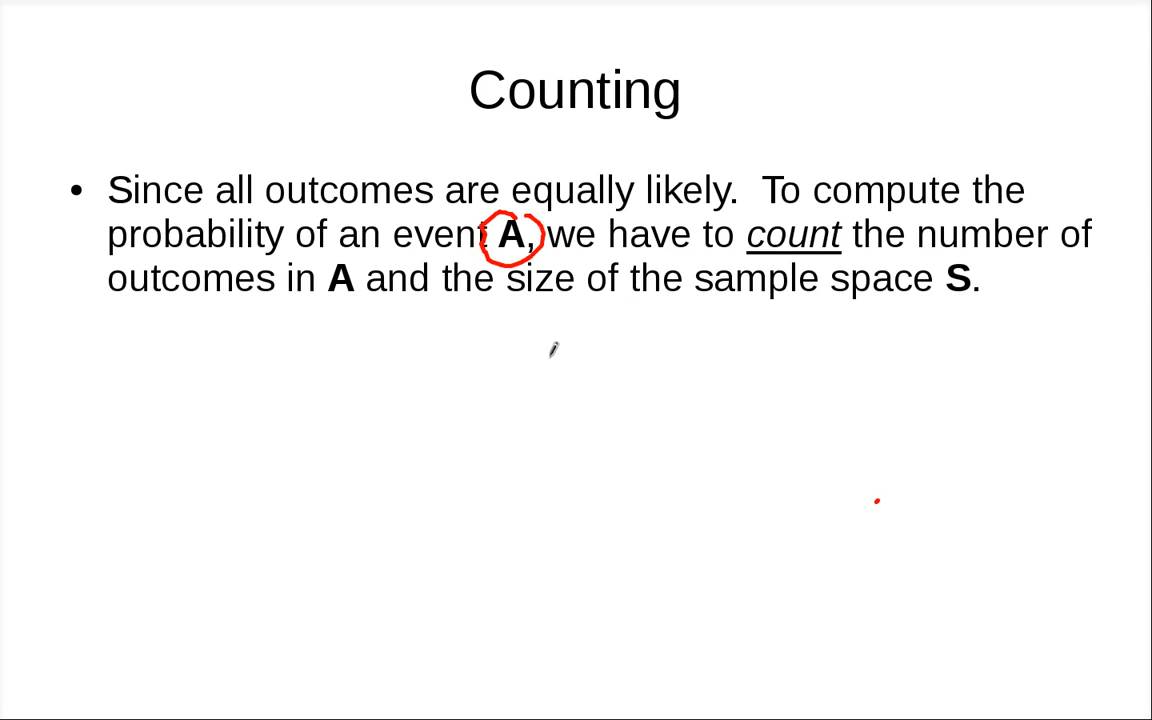 Counting
• Since all outcomes are equally likely.  To compute the
probability of an event A, we have to count the number of
outcomes in A and the size of the sample space S.